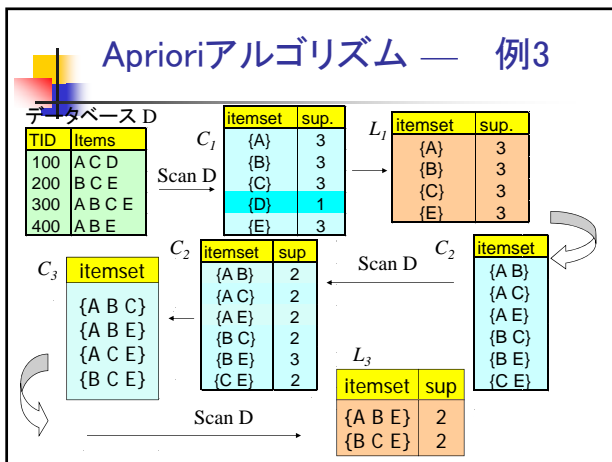 Aprioriアルゴリズム ― 例3
データベース D
TID Items
100 A C D
200 B C E
300 A B C E
400 A B E
Scan D
C1
itemset sup.
{A} 3
{B} 3
{C} 3
{D} 1
{E} 3
L1
itemset sup.
{A} 3
{B} 3
{C} 3
{E} 3
C2
itemset
{A B}
{A C}
{A E}
{B C}
{B E}
{C E}
Scan D
C2
itemset sup
{A B} 2
{A C} 2
{A E} 2
{B C} 2
{B E} 3
{C E} 2
C3
itemset
{A B C}
{A B E}
{A C E}
{B C E}
Scan D
L3
itemset sup
{A B E} 2
{B C E} 2